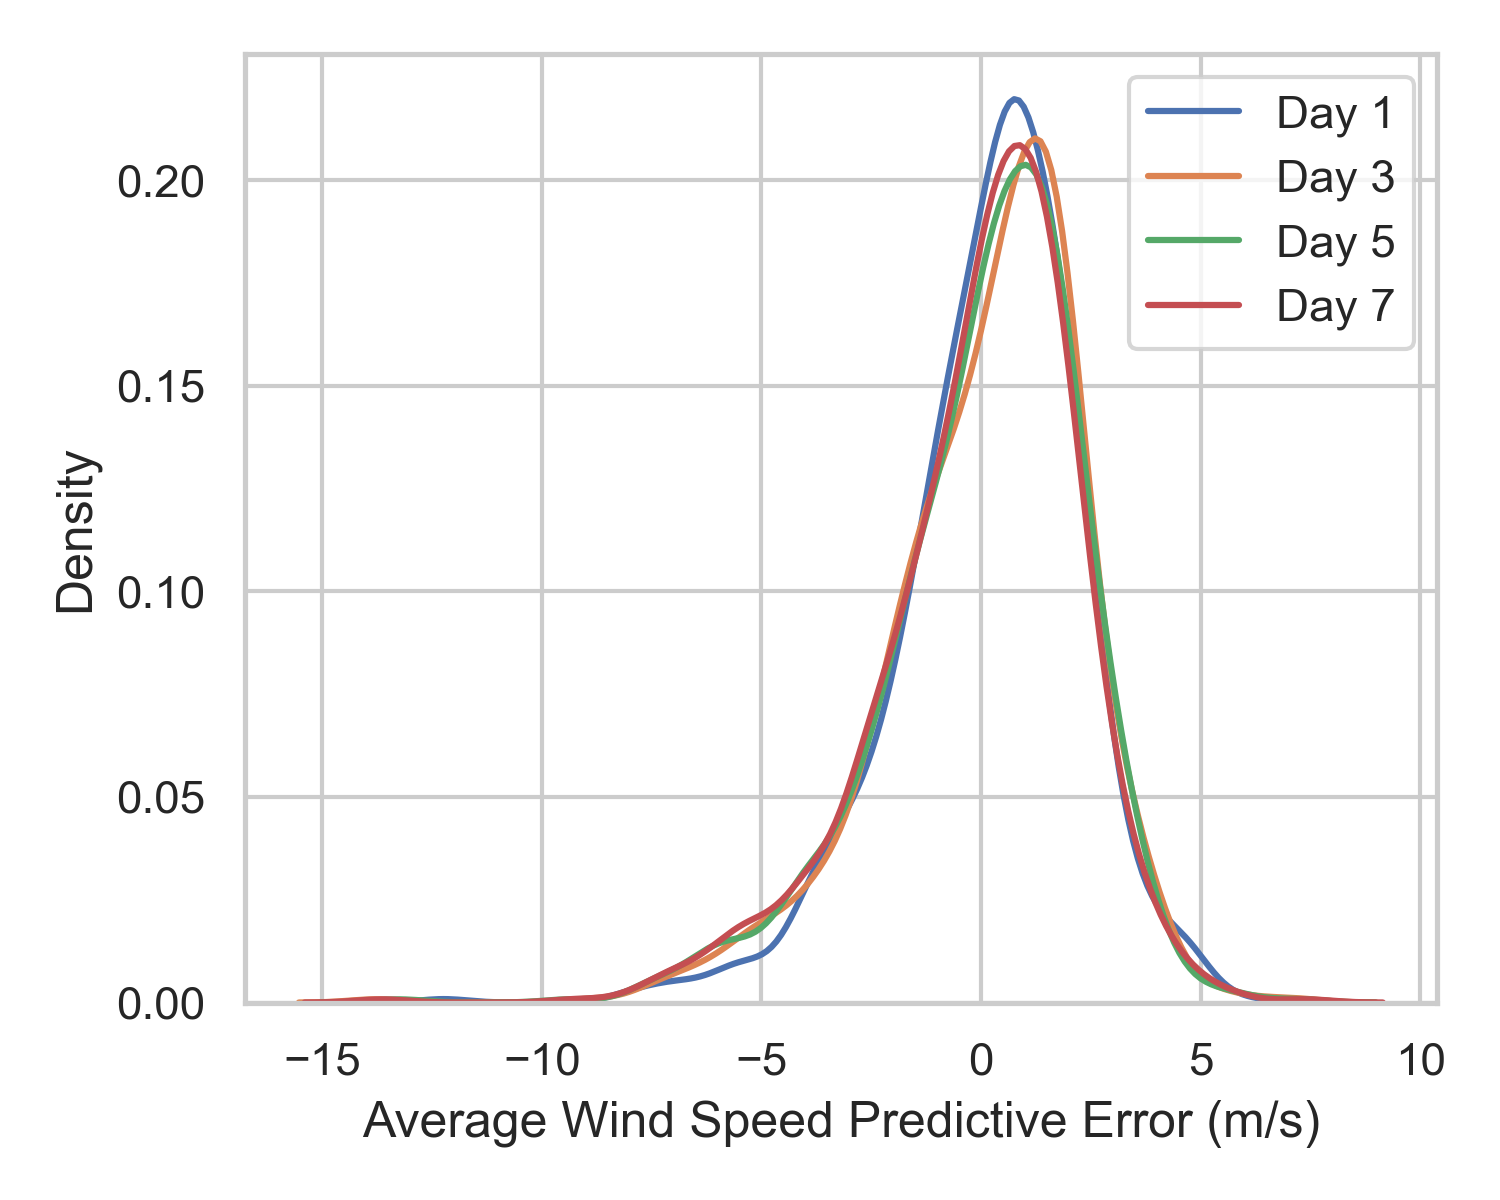 Day 1
Day 3
Day 5
Day 7
0.20
0.15
0.10
0.05
0.00
Density
−15 −10 −5 0 5 10
Average Wind Speed Predictive Error (m/s)